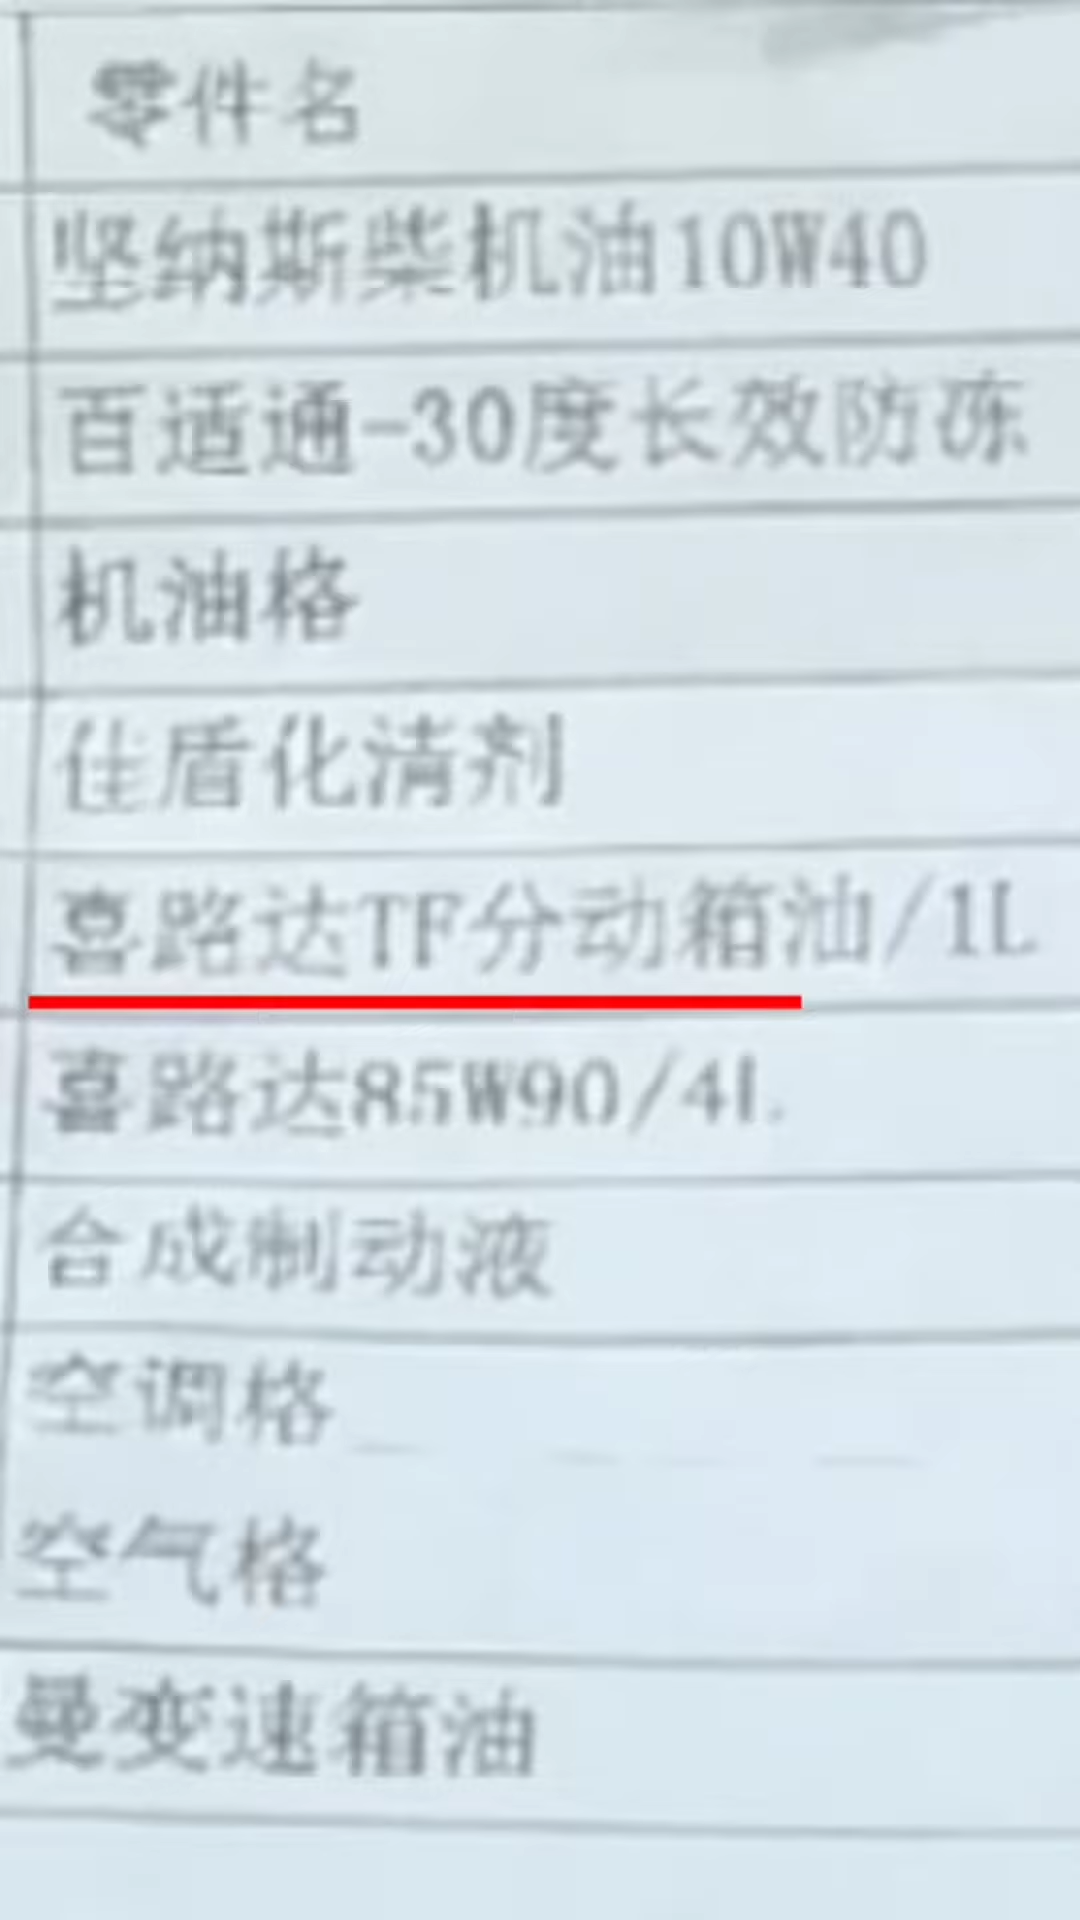 零件名
坚纳斯柴机油10W40
百适通-30度长效防冻
机油格
佳盾化清剂
喜路达TF分动箱油/1L
喜路达85W90/4L
合成制动液
空调格
空气格
曼变速箱油